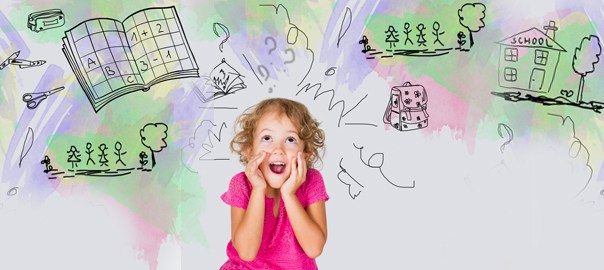 1 + 2
3 - 1
A
B
C
SCHOOL
? ? ?